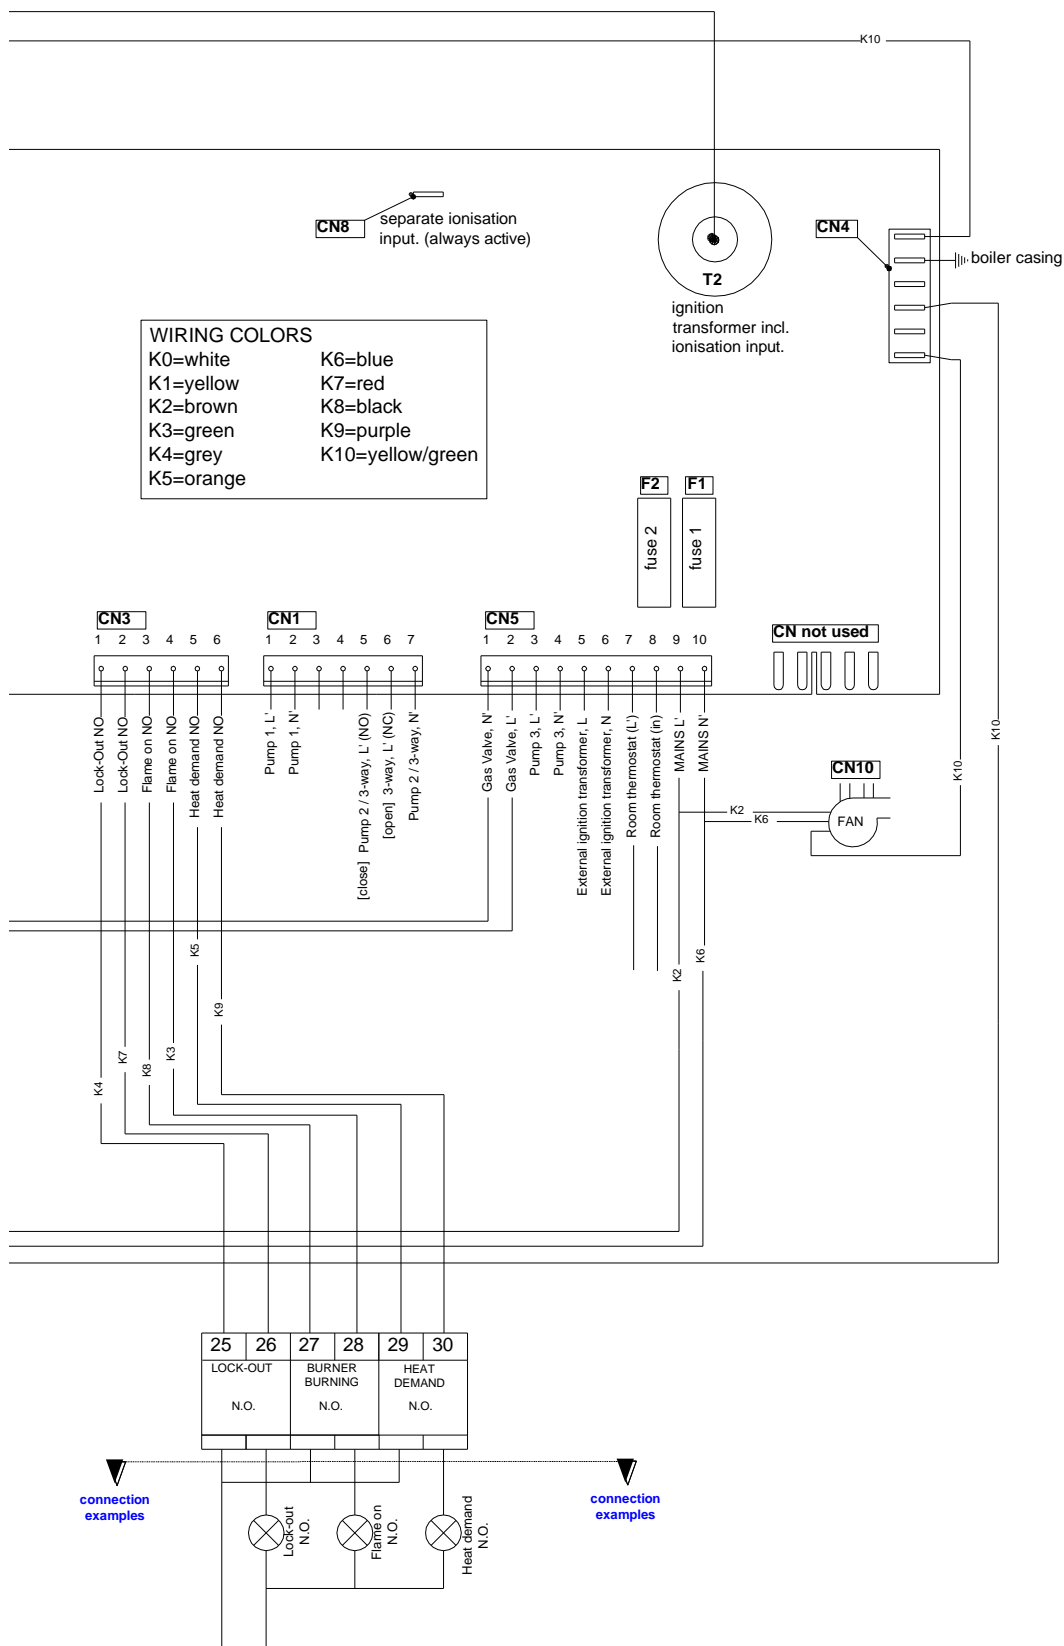 K10
CN8
separate ionisation
input. (always active)
CN4
boiler casing
T2
ignition
transformer incl.
ionisation input.
WIRING COLORS
K0=white
K1=yellow
K2=brown
K3=green
K4=grey
K5=orange
K6=blue
K7=red
K8=black
K9=purple
K10=yellow/green
F2
F1
fuse 2
fuse 1
CN3
1 2 3 4 5 6
CN1
1 2 3 4 5 6 7
CN5
1 2 3 4 5 6 7 8 9 10
CN not used
Lock-Out NO
Lock-Out NO
Flame on NO
Flame on NO
Heat demand NO
Heat demand NO
Pump 1, L'
Pump 1, N'
[close] Pump 2 / 3-way, L' (NO)
[open] 3-way, L' (NC)
Pump 2 / 3-way, N'
Gas Valve, N'
Gas Valve, L'
Pump 3, L'
Pump 3, N'
External ignition transformer, L
External ignition transformer, N
Room thermostat (L')
Room thermostat (in)
MAINS L'
MAINS N'
K10
K10
CN10
FAN
K2
K6
K5
K9
K6
K2
K3
K7
K8
K4
25 26 27 28 29 30
LOCK-OUT
N.O.
BURNER
BURNING
N.O.
HEAT
DEMAND
N.O.
connection
examples
connection
examples
Lock-out
N.O.
Flame on
N.O.
Heat demand
N.O.